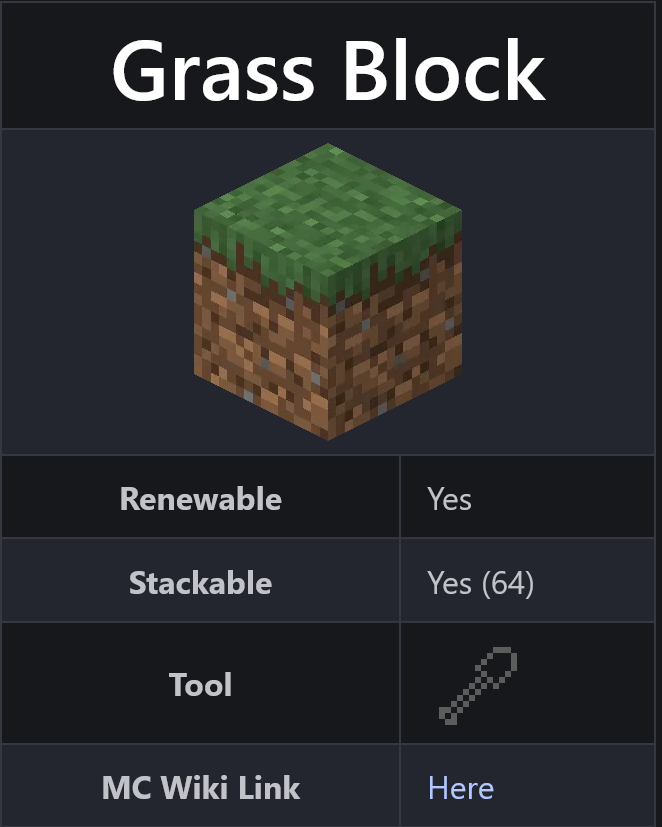 Grass Block
Renewable Yes
Stackable Yes (64)
Tool
MC Wiki Link Here